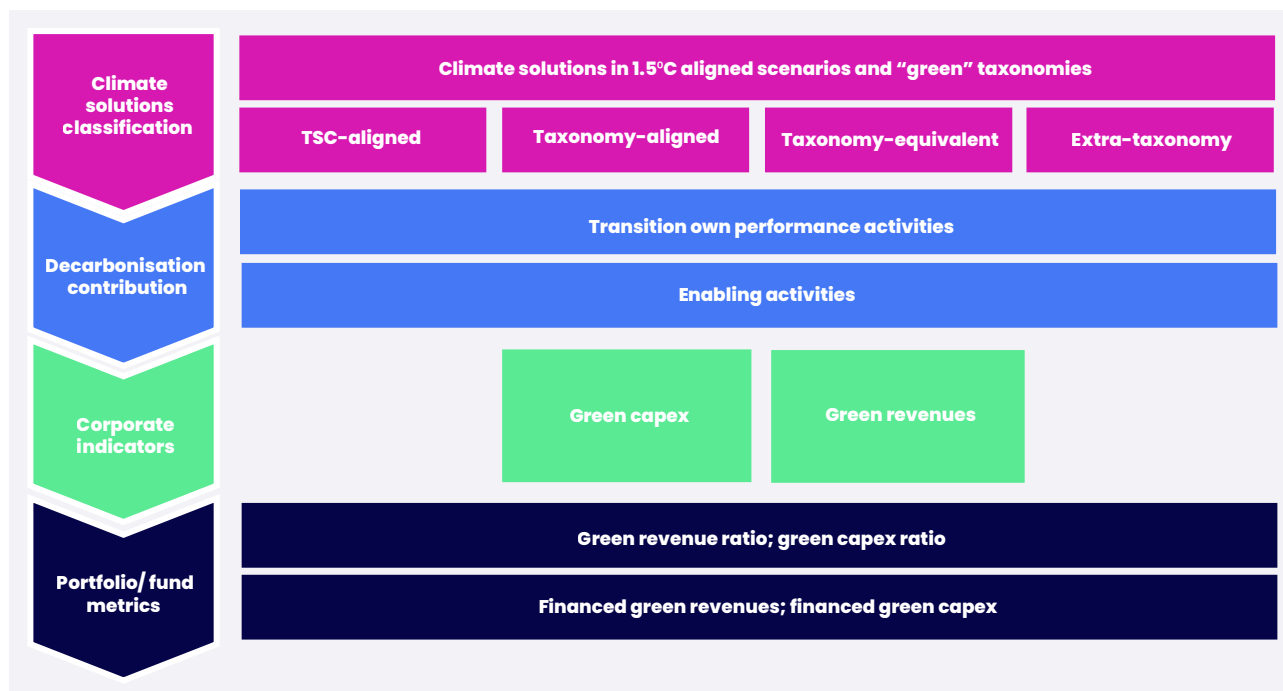 Climate
solutions
classification
Climate solutions in 1.5⁰C aligned scenarios and “green” taxonomies
TSC-aligned
Taxonomy-aligned
Taxonomy-equivalent
Extra-taxonomy
Decarbonisation
contribution
Transition own performance activities
Enabling activities
Corporate
indicators
Green capex
Green revenues
Portfolio/ fund
metrics
Green revenue ratio; green capex ratio
Financed green revenues; financed green capex